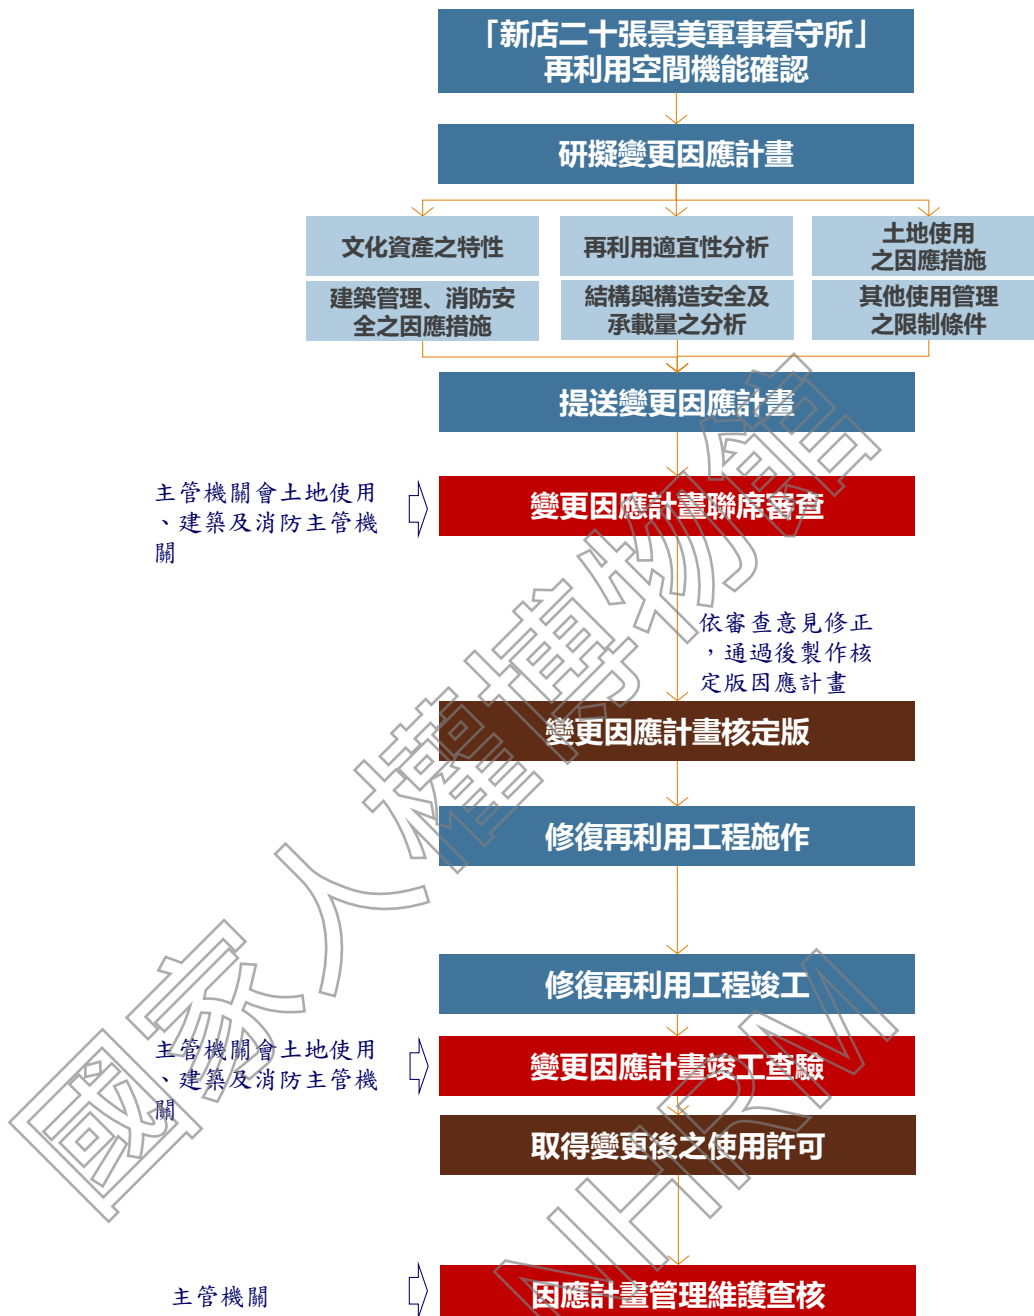 「新店二十張景美軍事看守所」
再利用空間機能確認
研擬變更因應計畫
文化資產之特性
再利用適宜性分析
土地使用
之因應措施
建築管理、消防安
全之因應措施
結構與構造安全及
承載量之分析
其他使用管理
之限制條件
提送變更因應計畫
主管機關會土地使用
、建築及消防主管機
關
變更因應計畫聯席審查
依審查意見修正
，通過後製作核
定版因應計畫
變更因應計畫核定版
修復再利用工程施作
修復再利用工程竣工
主管機關會土地使用
、建築及消防主管機
關
變更因應計畫竣工查驗
取得變更後之使用許可
主管機關
因應計畫管理維護查核
國家人權博物館
NHRM